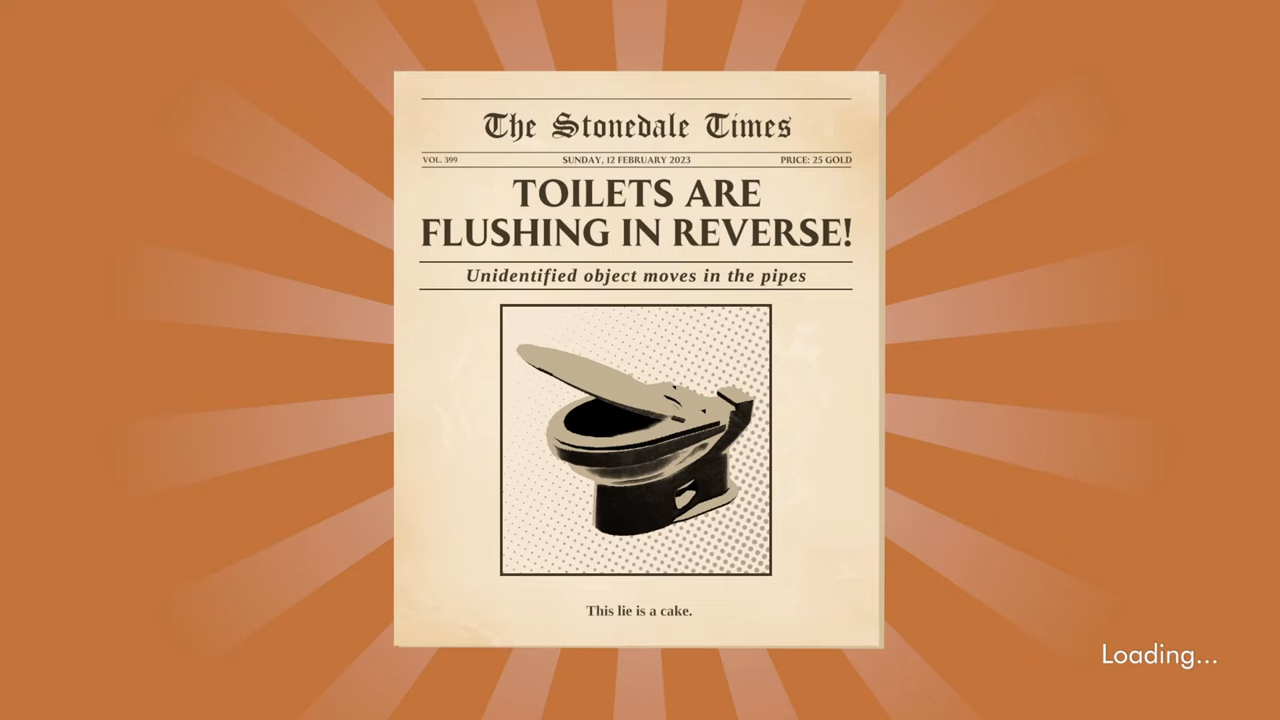 The Stonedale Times
VOL. 399 SUNDAY, 12 FEBRUARY 2023 PRICE: 25 GOLD
TOILETS ARE
FLUSHING IN REVERSE!
Unidentified object moves in the pipes
This lie is a cake.
Loading...